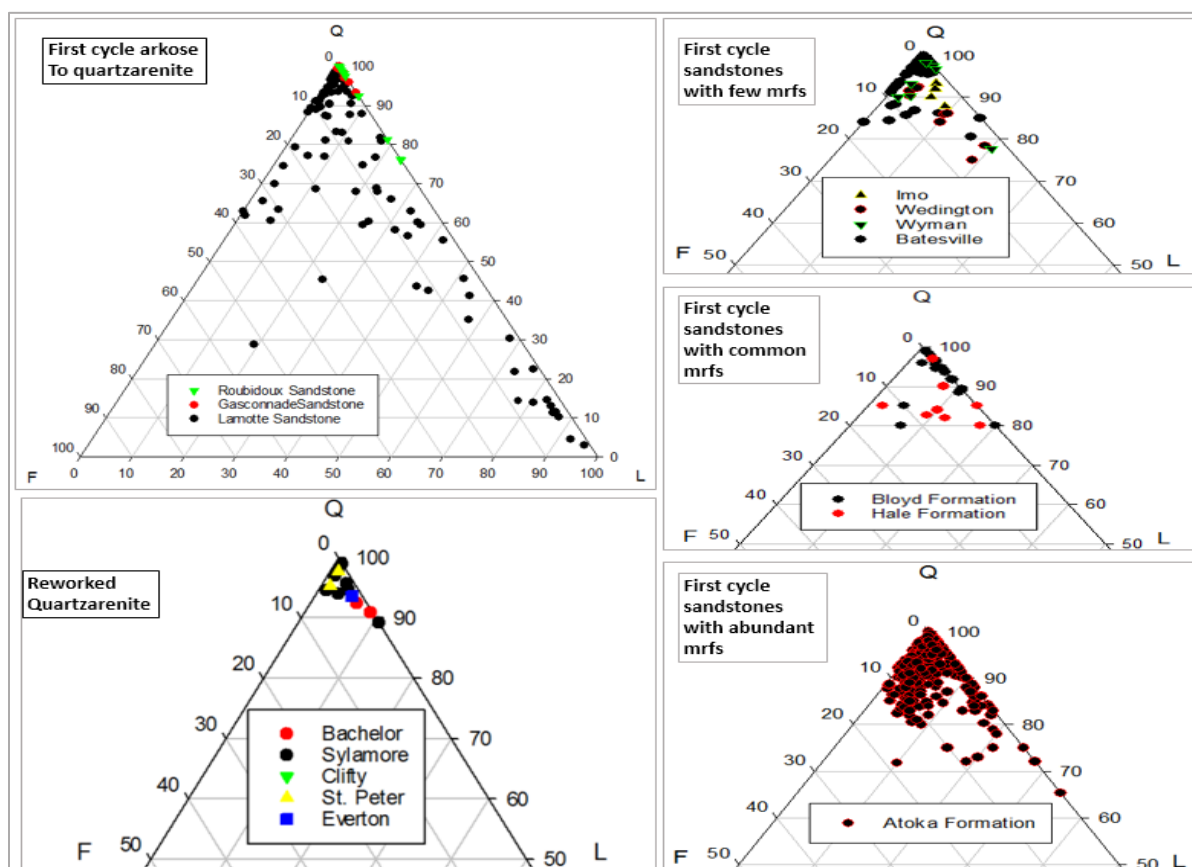 First cycle arkose
To quartzarenite
Q
0
100
10
90
20
80
30
70
40
60
50
50
60
40
70
30
80
20
90
10
100
0
0
10
20
30
40
50
60
70
80
90
100
F
L
Roubidoux Sandstone
GasconnadeSandstone
Lamotte Sandstone
Reworked
Quartzarenite
Q
0
100
10
90
20
80
30
70
40
60
50
50
F
L
Bachelor
Sylamore
Clifty
St. Peter
Everton
First cycle
sandstones
with few mrfs
Q
0
100
10
90
20
80
30
70
40
60
F 50
50 L
Imo
Wedington
Wyman
Batesville
First cycle
sandstones
with common
mrfs
Q
0
100
10
90
20
80
30
70
40
60
F 50
50 L
Bloyd Formation
Hale Formation
First cycle
sandstones
with abundant
mrfs
Q
0
100
10
90
20
80
30
70
40
60
F 50
50 L
Atoka Formation